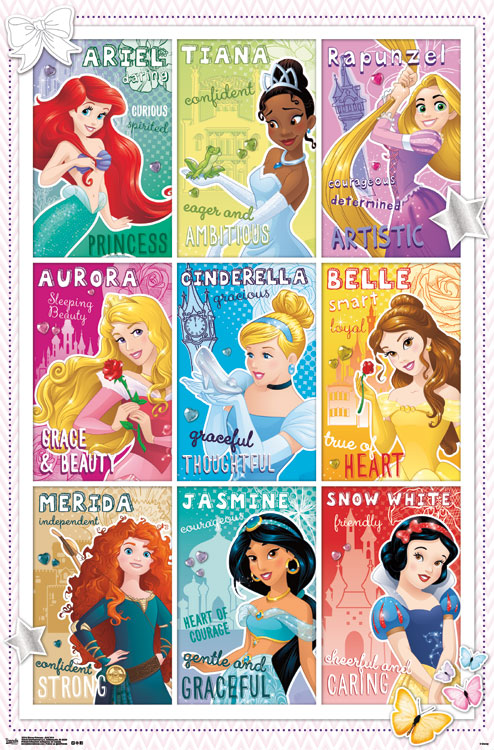 ARIEL
daring
CURIOUS
spirited
PRINCESS
TIANA
confident
eager and
AMBITIOUS
Rapunzel
courageous
determined
ARTISTIC
AURORA
Sleeping
Beauty
GRACE
& BEAUTY
CINDERELLA
gracious
graceful
THOUGHTFUL
BELLE
smart
loyal
true of
HEART
MERIDA
independent
confident
STRONG
JASMINE
courageous
HEART OF
COURAGE
gentle and
GRACEFUL
SNOW WHITE
friendly
cheerful and
CARING